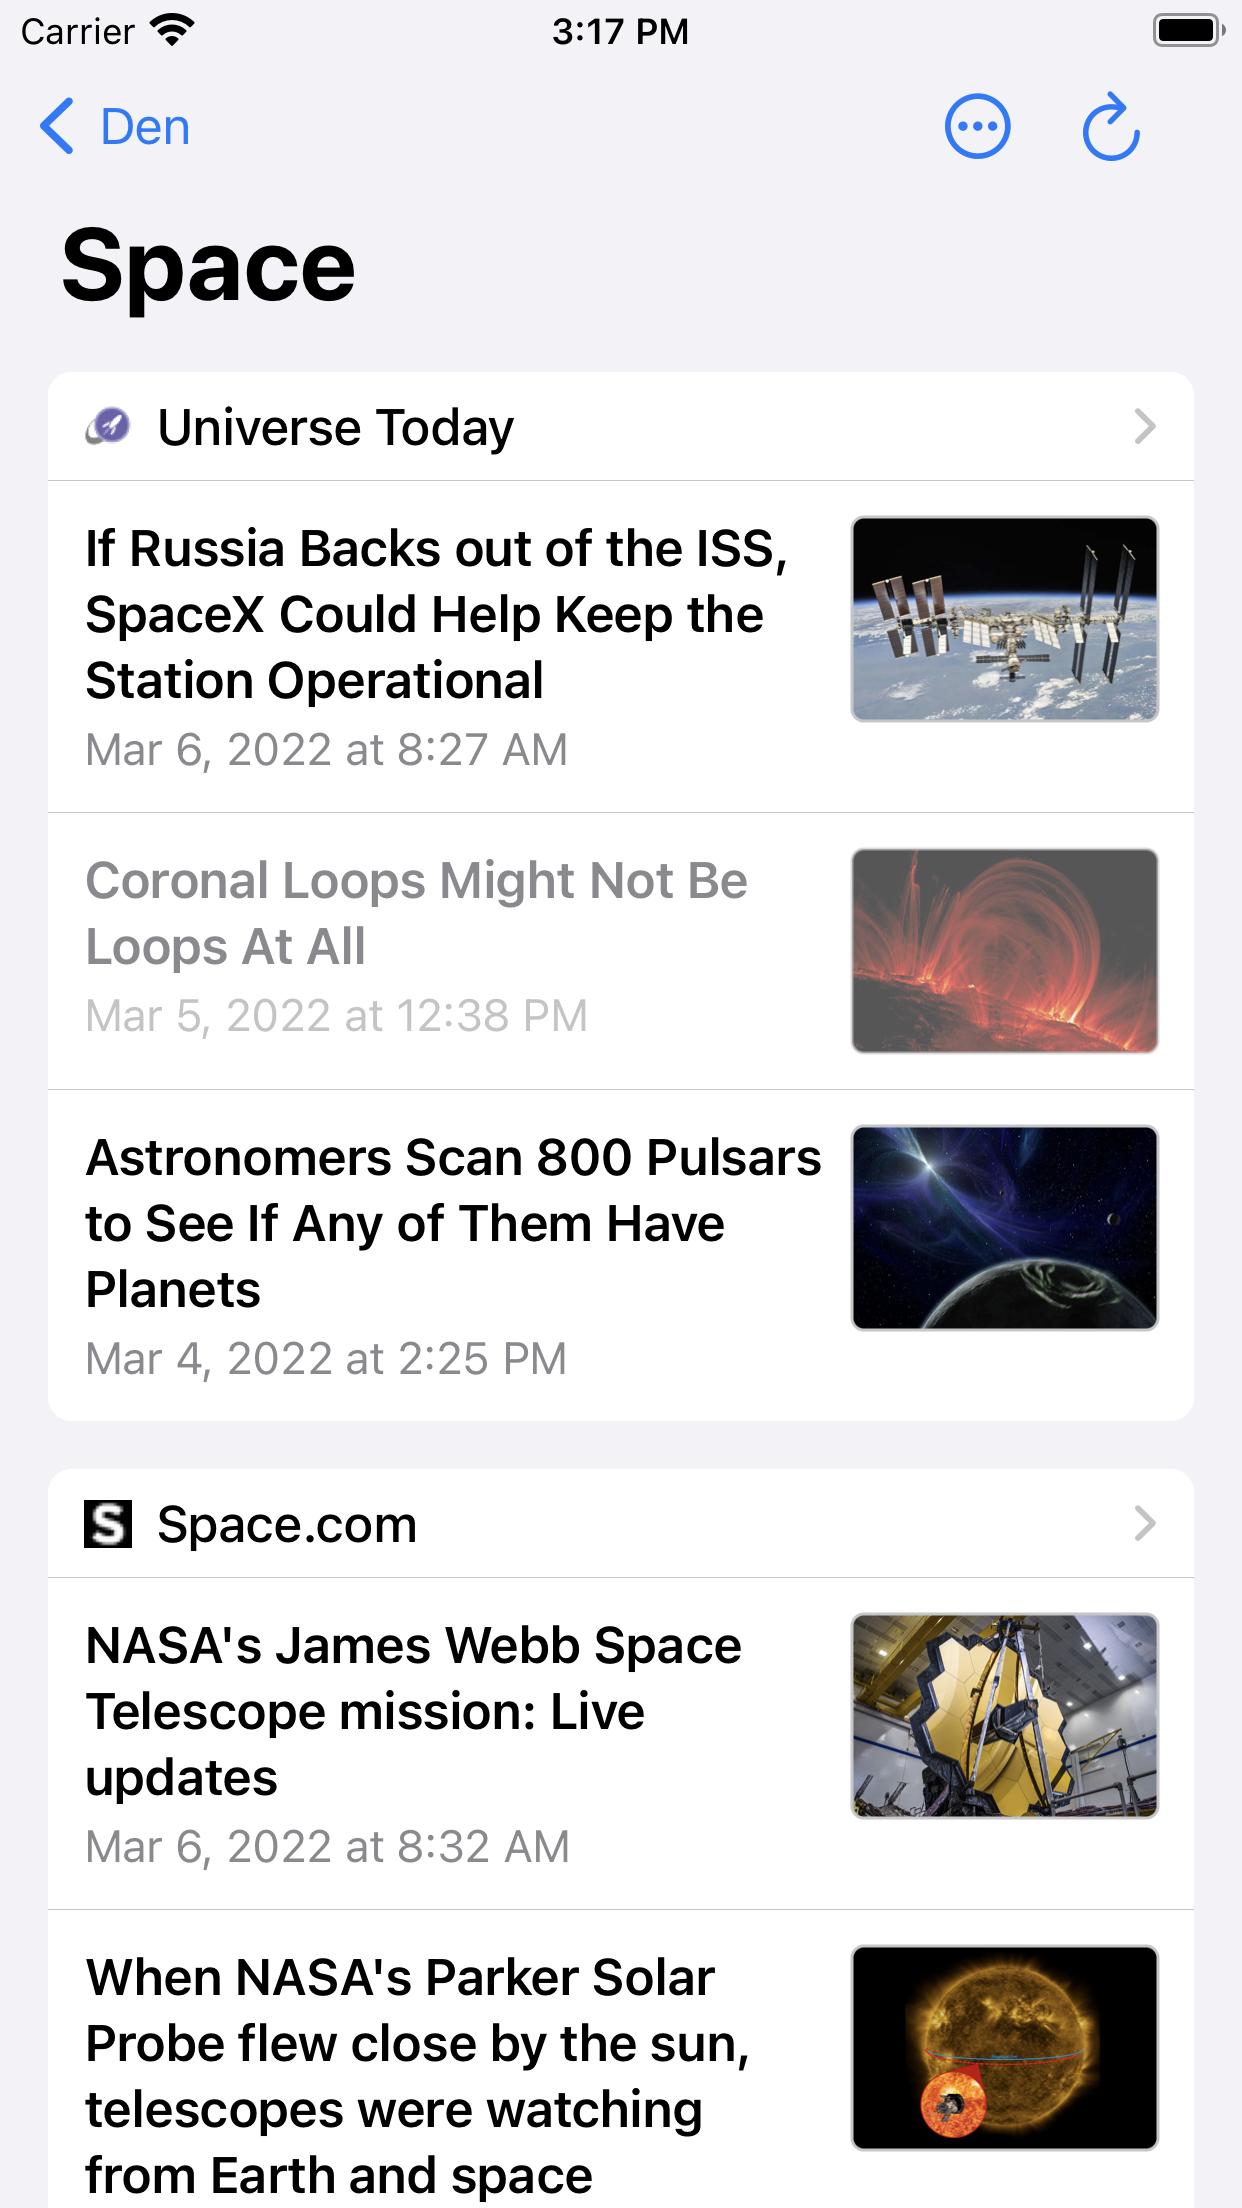 Carrier 3:17 PM
Den
Space
Universe Today
If Russia Backs out of the ISS,
SpaceX Could Help Keep the
Station Operational
Mar 6, 2022 at 8:27 AM
Coronal Loops Might Not Be
Loops At All
Mar 5, 2022 at 12:38 PM
Astronomers Scan 800 Pulsars
to See If Any of Them Have
Planets
Mar 4, 2022 at 2:25 PM
S Space.com
NASA's James Webb Space
Telescope mission: Live
updates
Mar 6, 2022 at 8:32 AM
When NASA's Parker Solar
Probe flew close by the sun,
telescopes were watching
from Earth and space